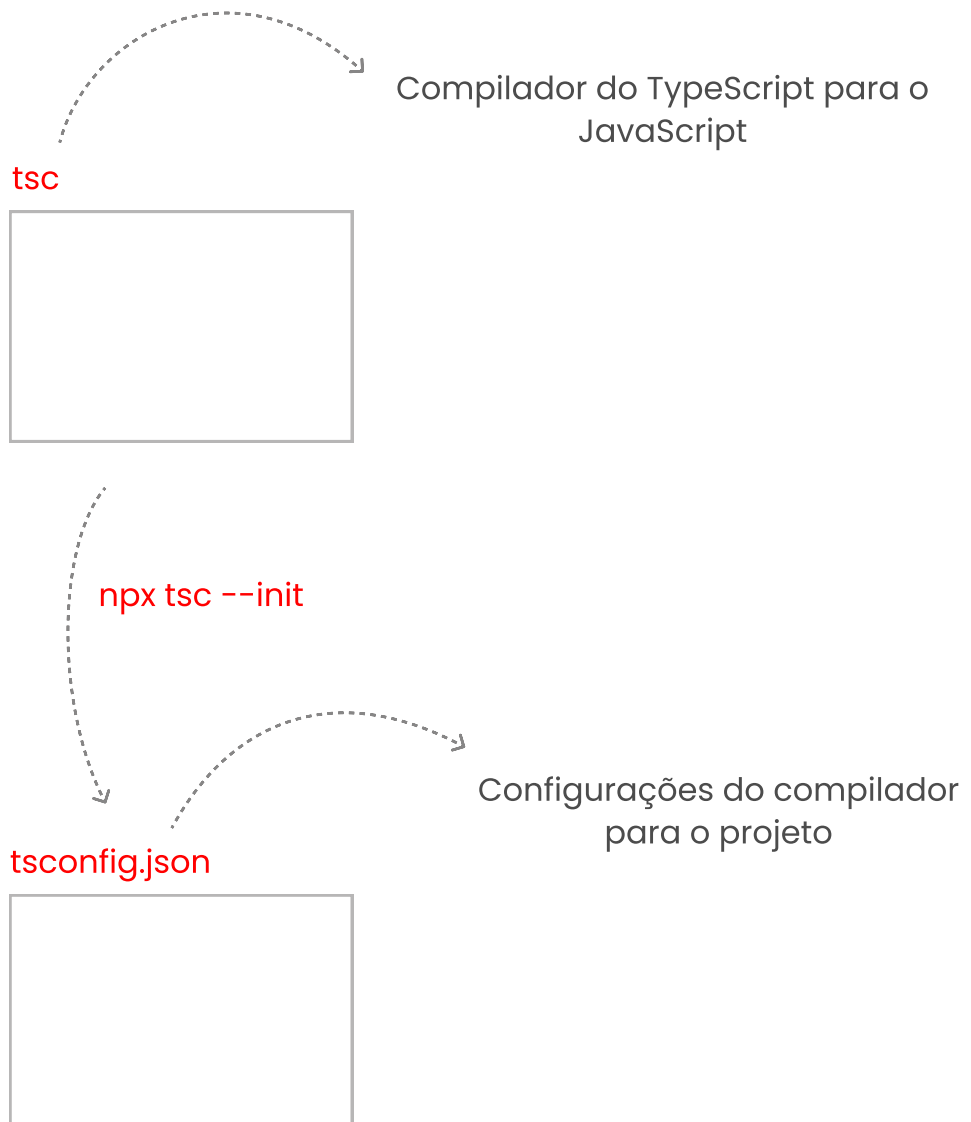 Compilador do TypeScript para o
JavaScript
tsc
npx tsc --init
Configurações do compilador
para o projeto
tsconfig.json